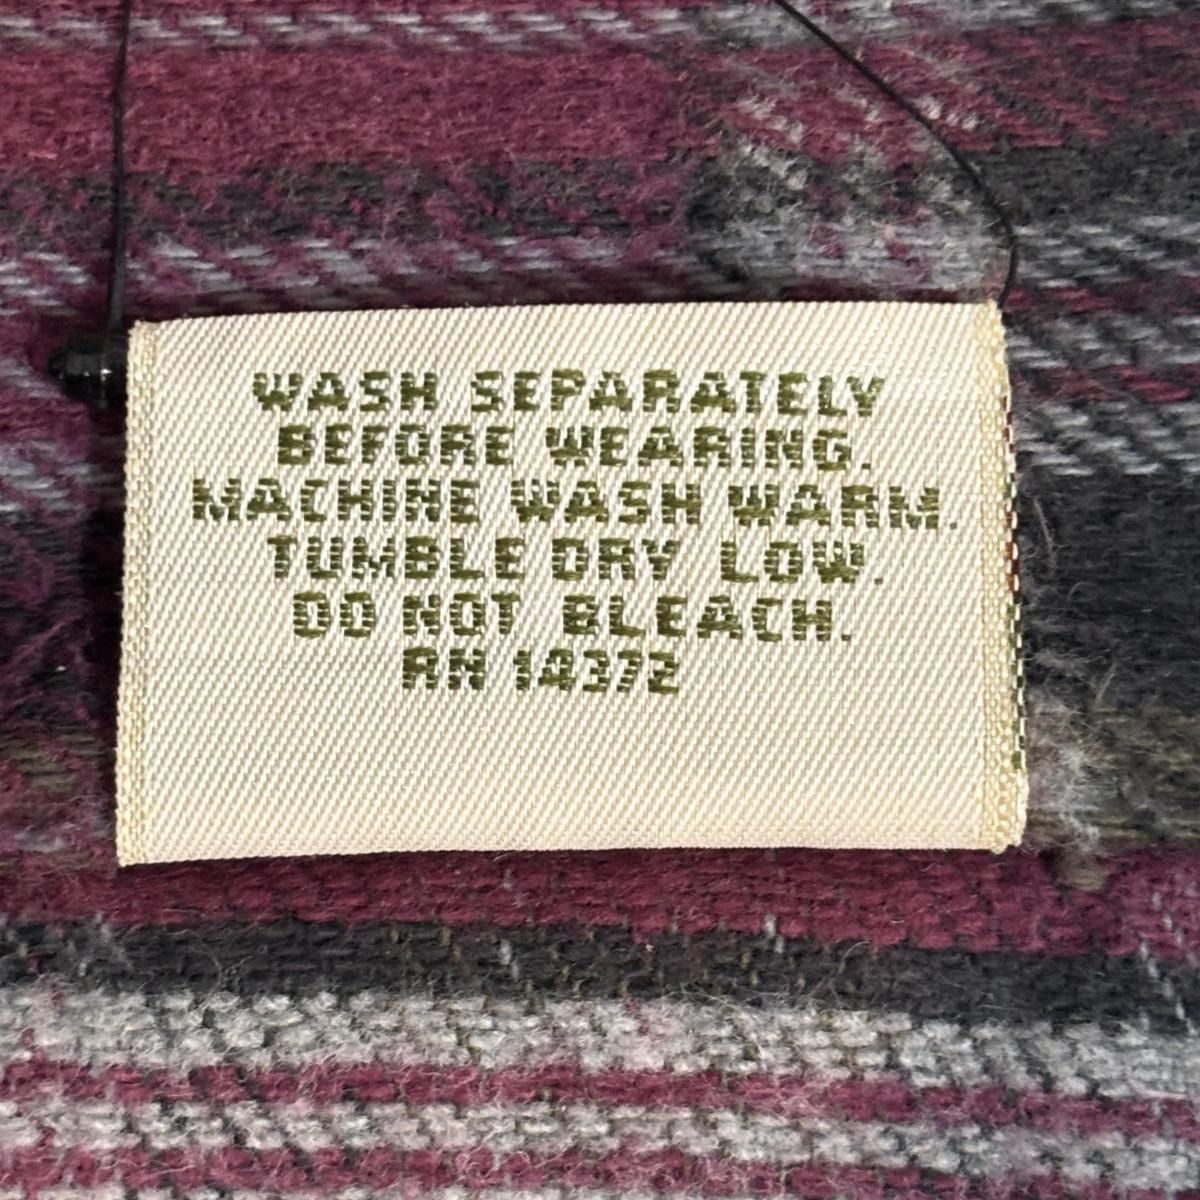 WASH SEPARATELY
BEFORE WEARING.
MACHINE WASH WARM.
TUMBLE DRY LOW.
DO NOT BLEACH.
RN 14372